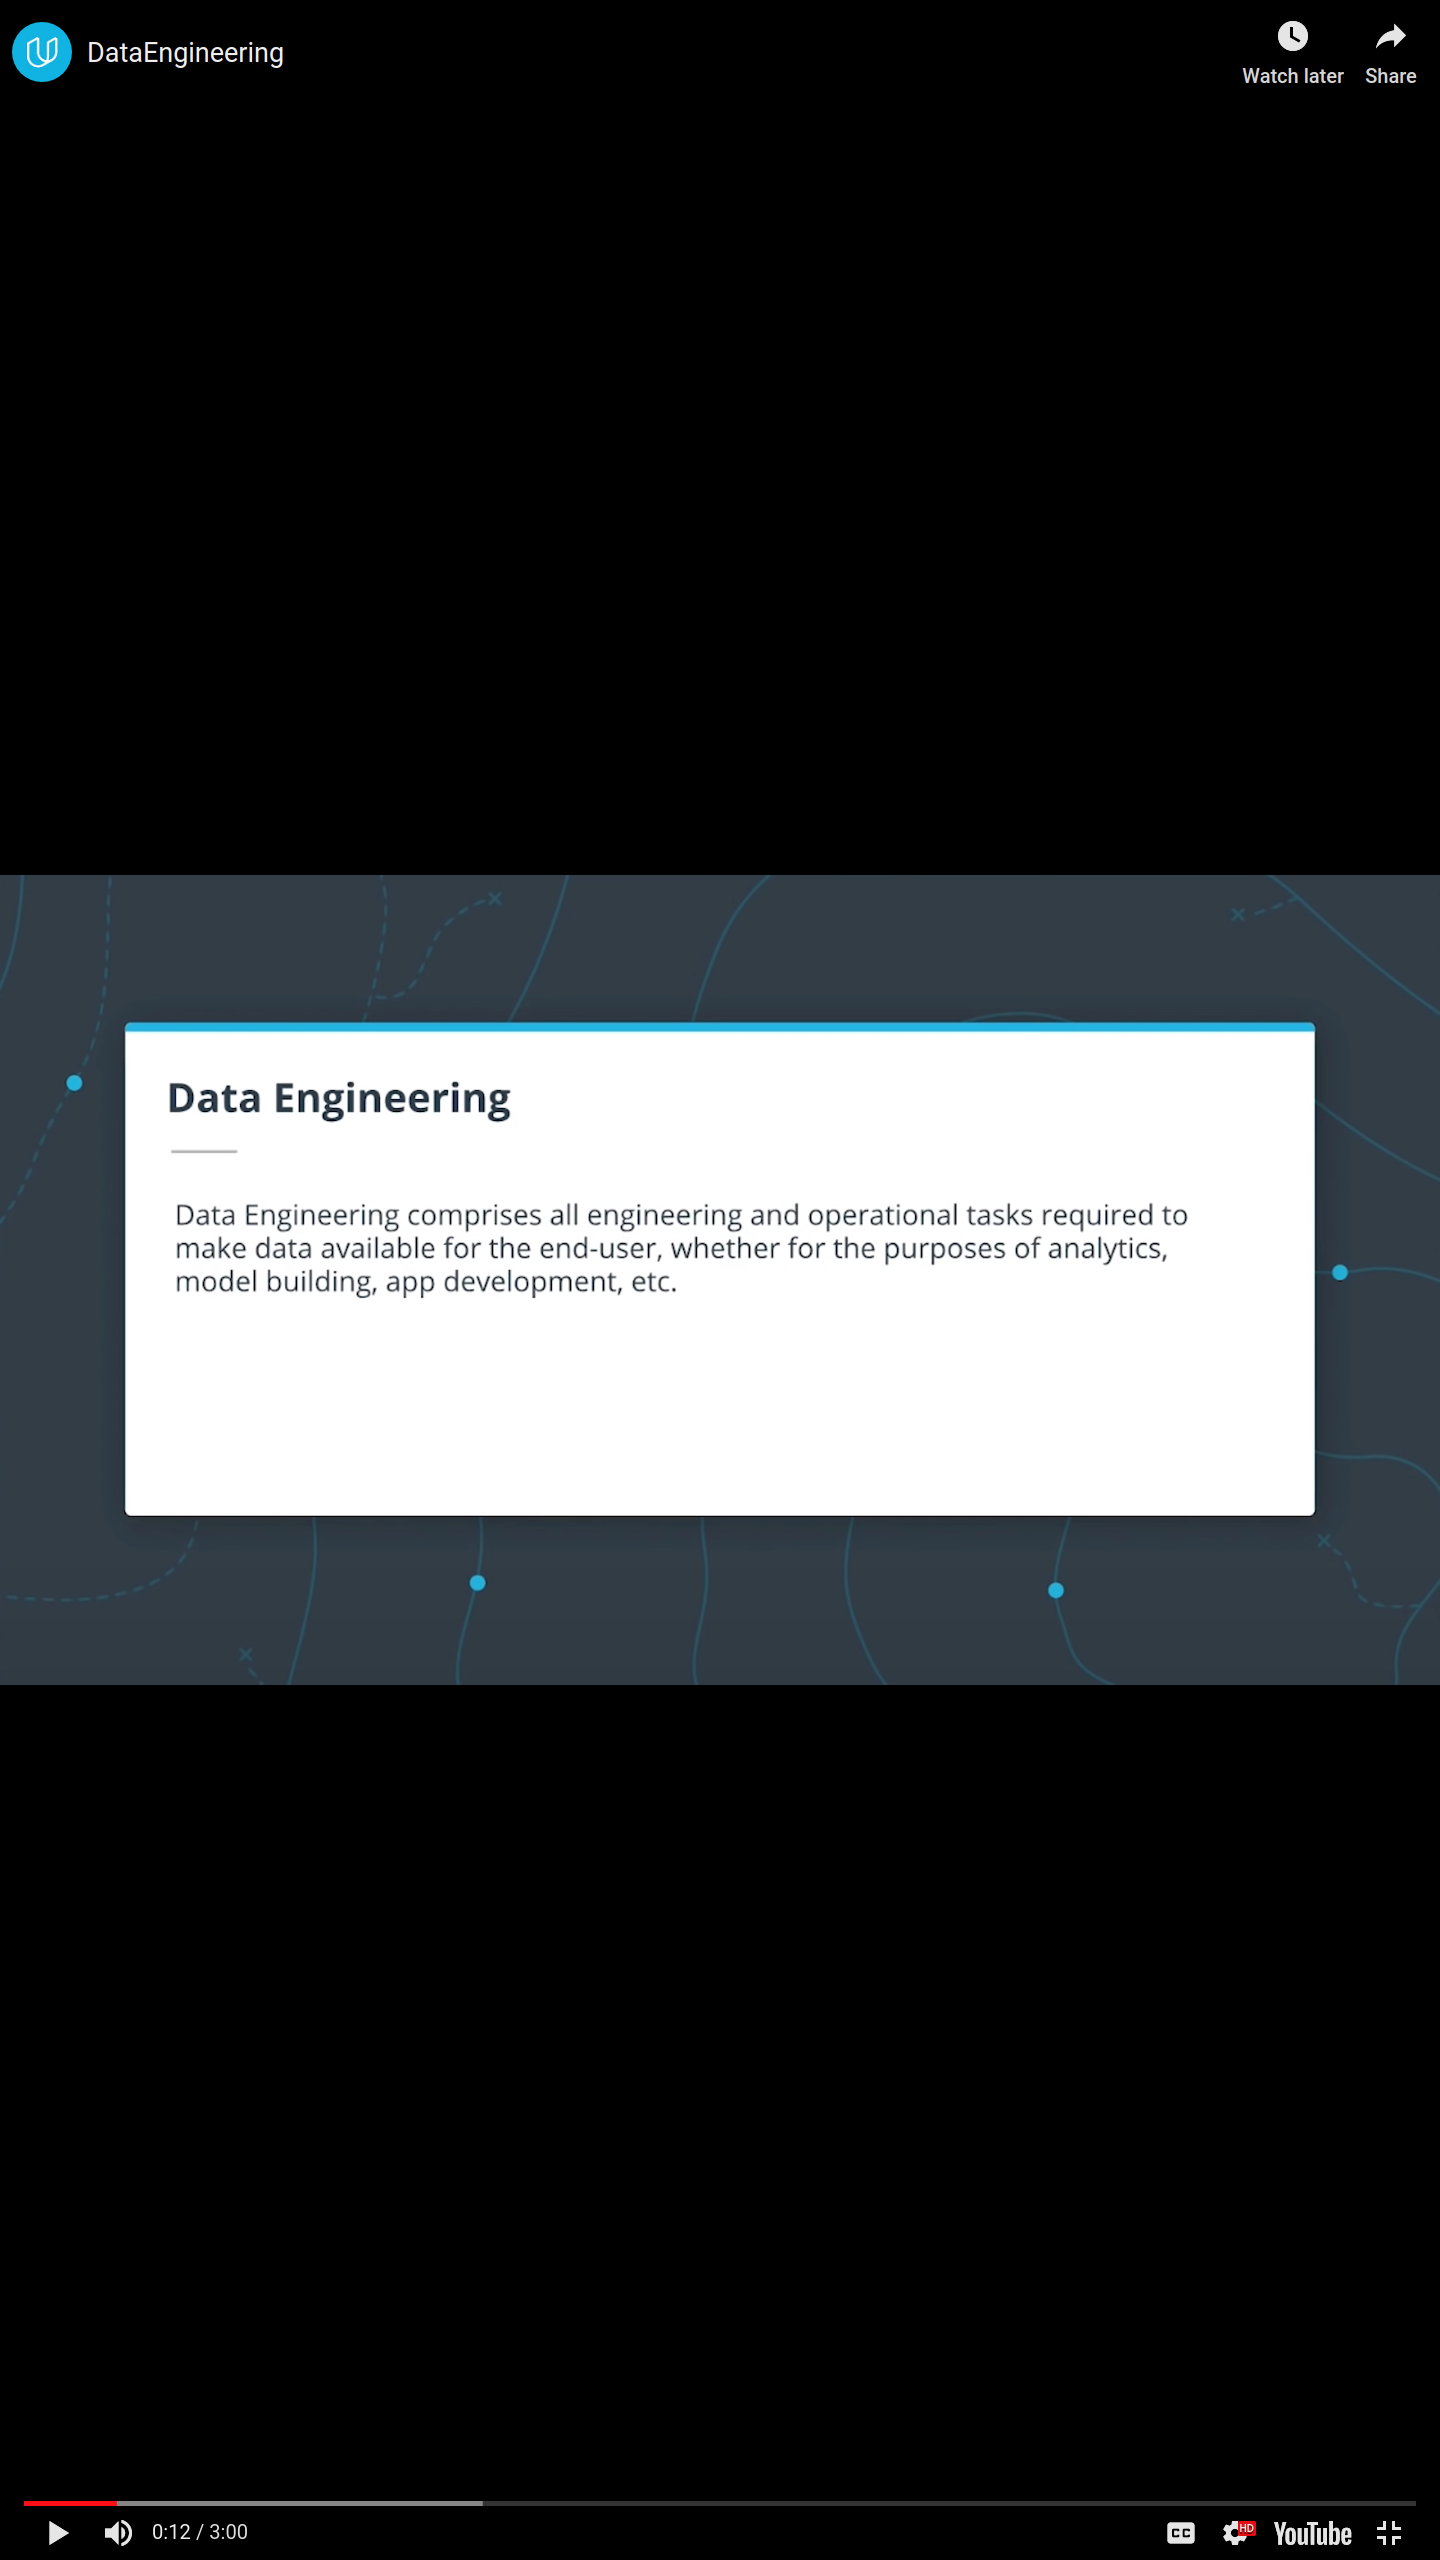 DataEngineering
Watch later
Share
Data Engineering
Data Engineering comprises all engineering and operational tasks required to
make data available for the end-user, whether for the purposes of analytics,
model building, app development, etc.
0:12 / 3:00
CC
HD
YouTube